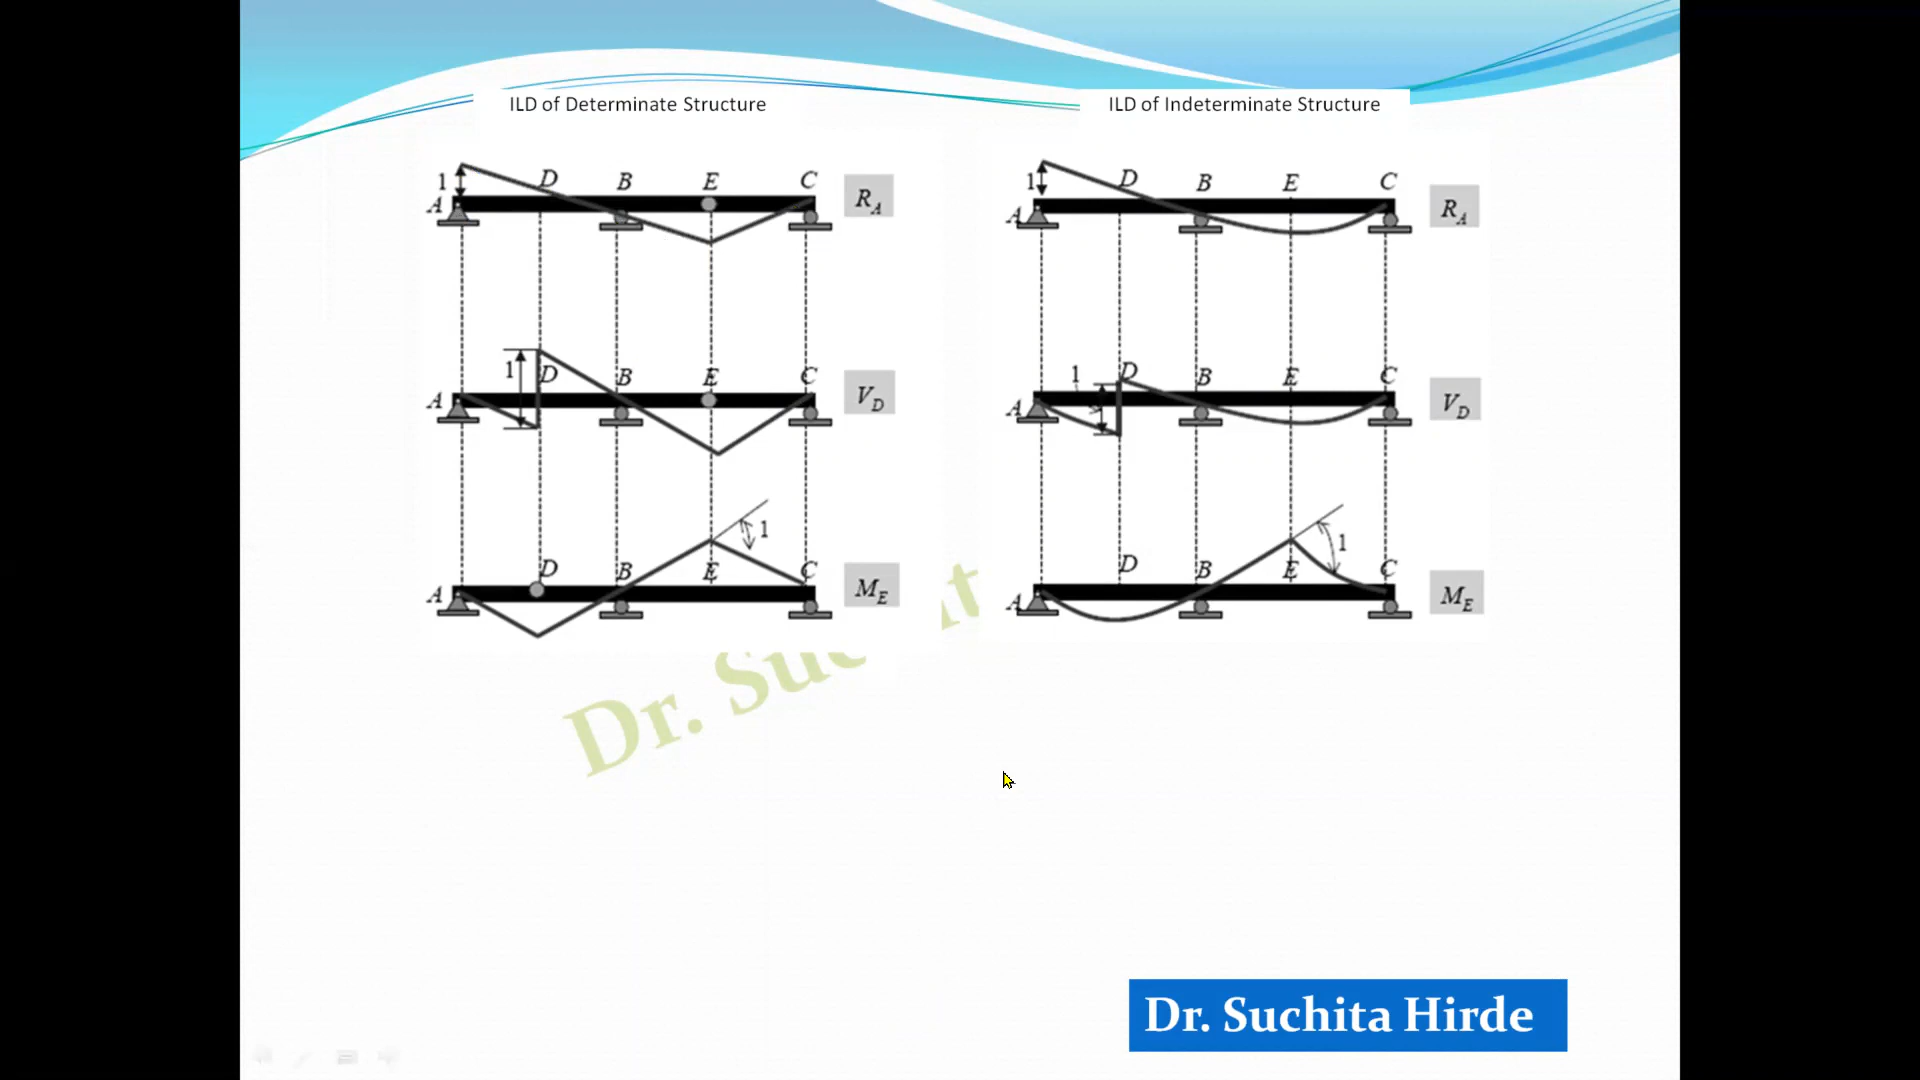 ILD of Determinate Structure
ILD of Indeterminate Structure
1 D B E C
A
R_A
1 D B E C
A
R_A
1 D B E C
A
V_D
1 D B E C
A
V_D
1
D B E C
A
M_E
1
D B E C
A
M_E
Dr.
Dr. Suchita Hirde